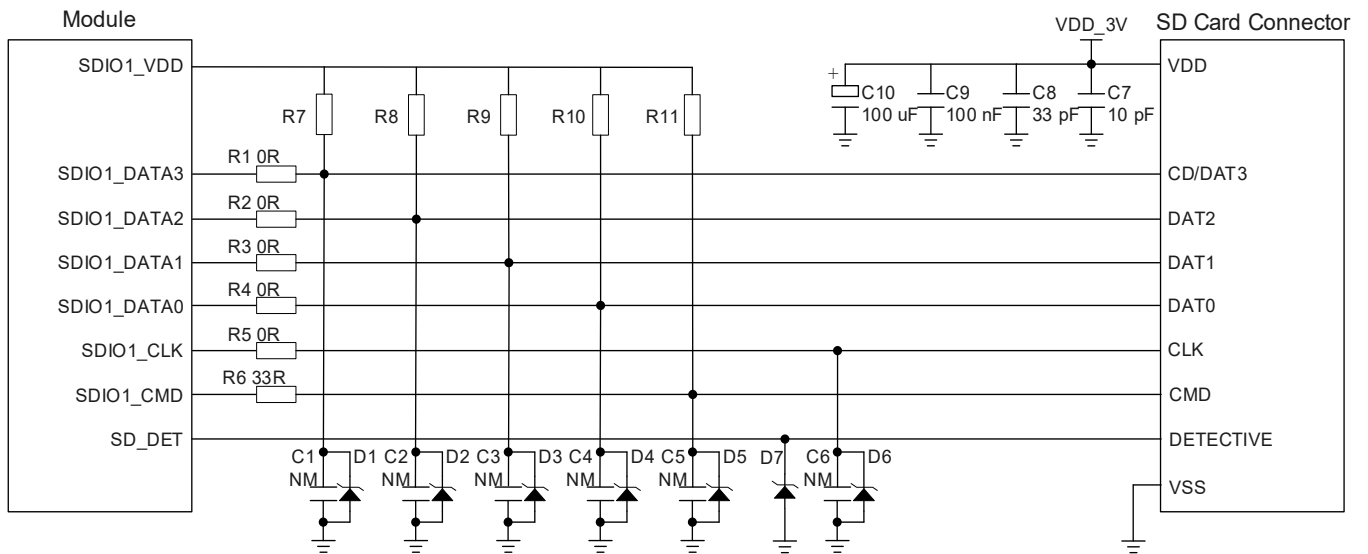 Module
VDD_3V
SD Card Connector
SDIO1_VDD
VDD
+
C10
C9
C8
C7
100 uF
100 nF
33 pF
10 pF
R7
R8
R9
R10
R11
R1 0R
SDIO1_DATA3
CD/DAT3
R2 0R
SDIO1_DATA2
DAT2
R3 0R
SDIO1_DATA1
DAT1
R4 0R
SDIO1_DATA0
DAT0
R5 0R
SDIO1_CLK
CLK
R6 33R
SDIO1_CMD
CMD
SD_DET
DETECTIVE
C1
D1
C2
D2
C3
D3
C4
D4
C5
D5
D7
C6
D6
NM
NM
NM
NM
NM
NM
VSS